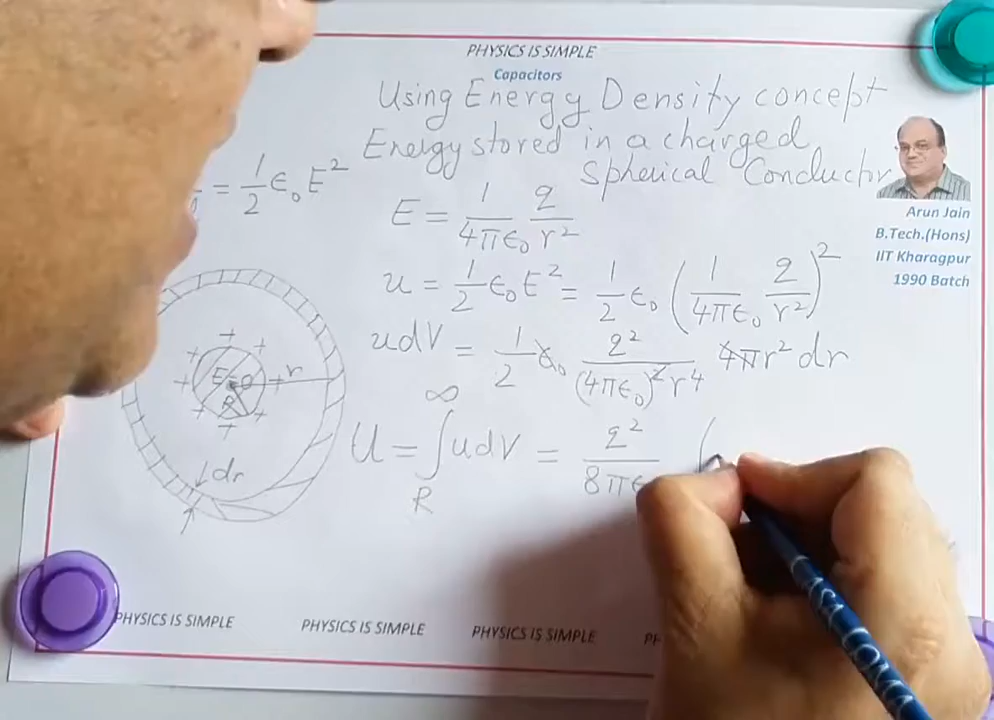 PHYSICS IS SIMPLE
Capacitors
Using Energy Density concept
Energy stored in a charged
Spherical Conductor
= 1/2 ε₀E²
E = 1/4πε₀ q/r²
u = 1/2 ε₀E² = 1/2 ε₀ (1/4πε₀ q/r²)²
udV = 1/2 ε₀ q²/(4πε₀)²r⁴ 4πr² dr
U = ∫_R^∞ udV = q²/8πε (
Arun Jain
B.Tech.(Hons)
IIT Kharagpur
1990 Batch
+ + + + + + + +
E=0
R
r
dr
PHYSICS IS SIMPLE PHYSICS IS SIMPLE PHYSICS IS SIMPLE PH